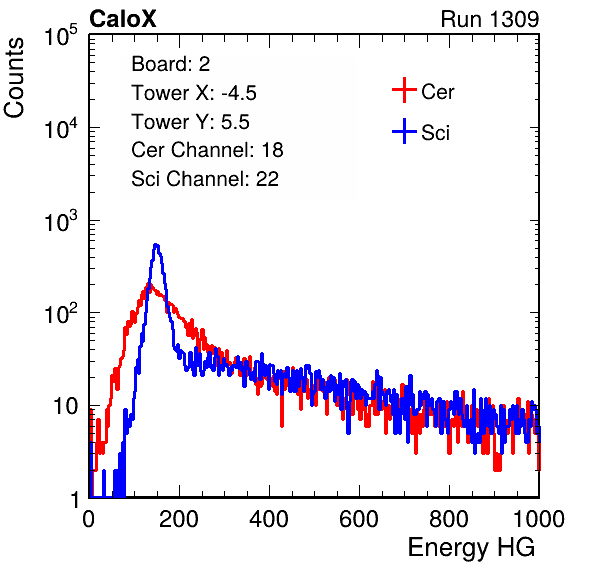 CaloX Run 1309
Counts
10^5
10^4
10^3
10^2
10
1
Board: 2
Tower X: -4.5
Tower Y: 5.5
Cer Channel: 18
Sci Channel: 22
Cer
Sci
0 200 400 600 800 1000
Energy HG